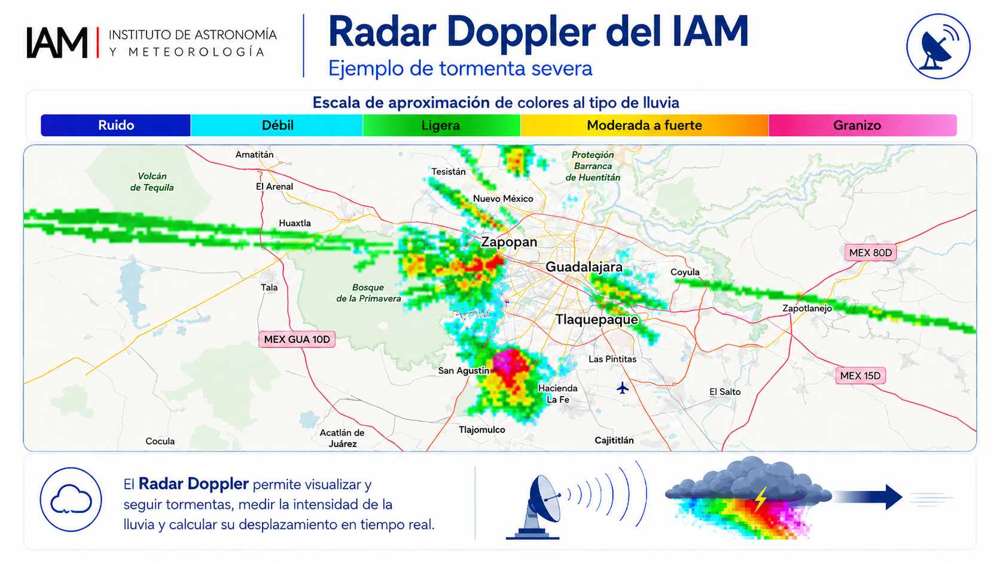 IAM
INSTITUTO DE ASTRONOMÍA
Y METEOROLOGÍA
Radar Doppler del IAM
Ejemplo de tormenta severa
Escala de aproximación de colores al tipo de lluvia
Ruido
Débil
Ligera
Moderada a fuerte
Granizo
Amatitán
Volcán
de Tequila
El Arenal
Huaxtla
Tesistán
Nuevo México
Proteɕión
Barranca
de Huentitán
Zapopan
Guadalajara
MEX 80D
Coyula
Tala
Bosque
de la Primavera
Zapotlanejo
Tlaquepaque
MEX GUA 10D
Las Pintitas
San Agustín
MEX 15D
Hacienda
La Fe
El Salto
Tlajomulco
Acatlán de
Juárez
Cocula
Cajititlán
El Radar Doppler permite visualizar y
seguir tormentas, medir la intensidad de la
lluvia y calcular su desplazamiento en tiempo real.